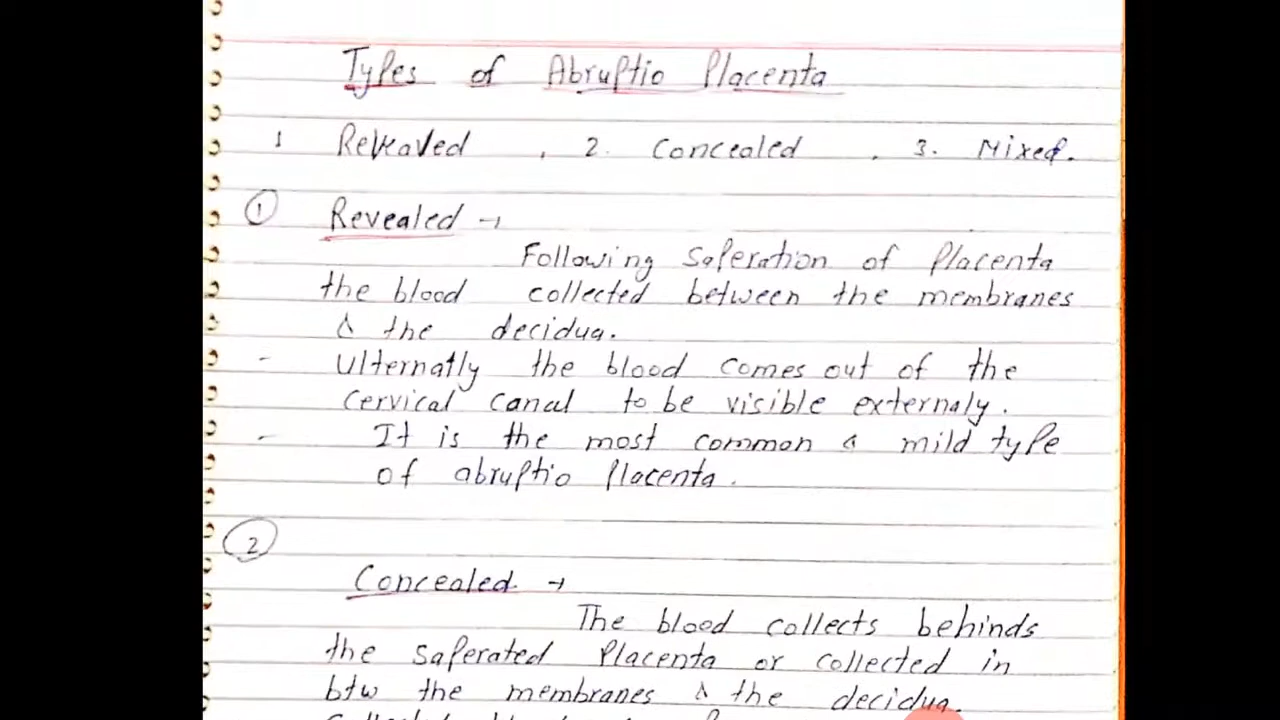 Types of Abruptio Placenta
1 Revealed , 2. Concealed , 3. Mixed.
① Revealed →
Following Saperation of Placenta
the blood collected between the membranes
& the decidua.
- Ulternatly the blood comes out of the
cervical canal to be visible externaly.
- It is the most common & mild type
of abruptio placenta.
②
Concealed →
The blood collects behinds
the saperated Placenta or collected in
btw the membranes & the decidua.